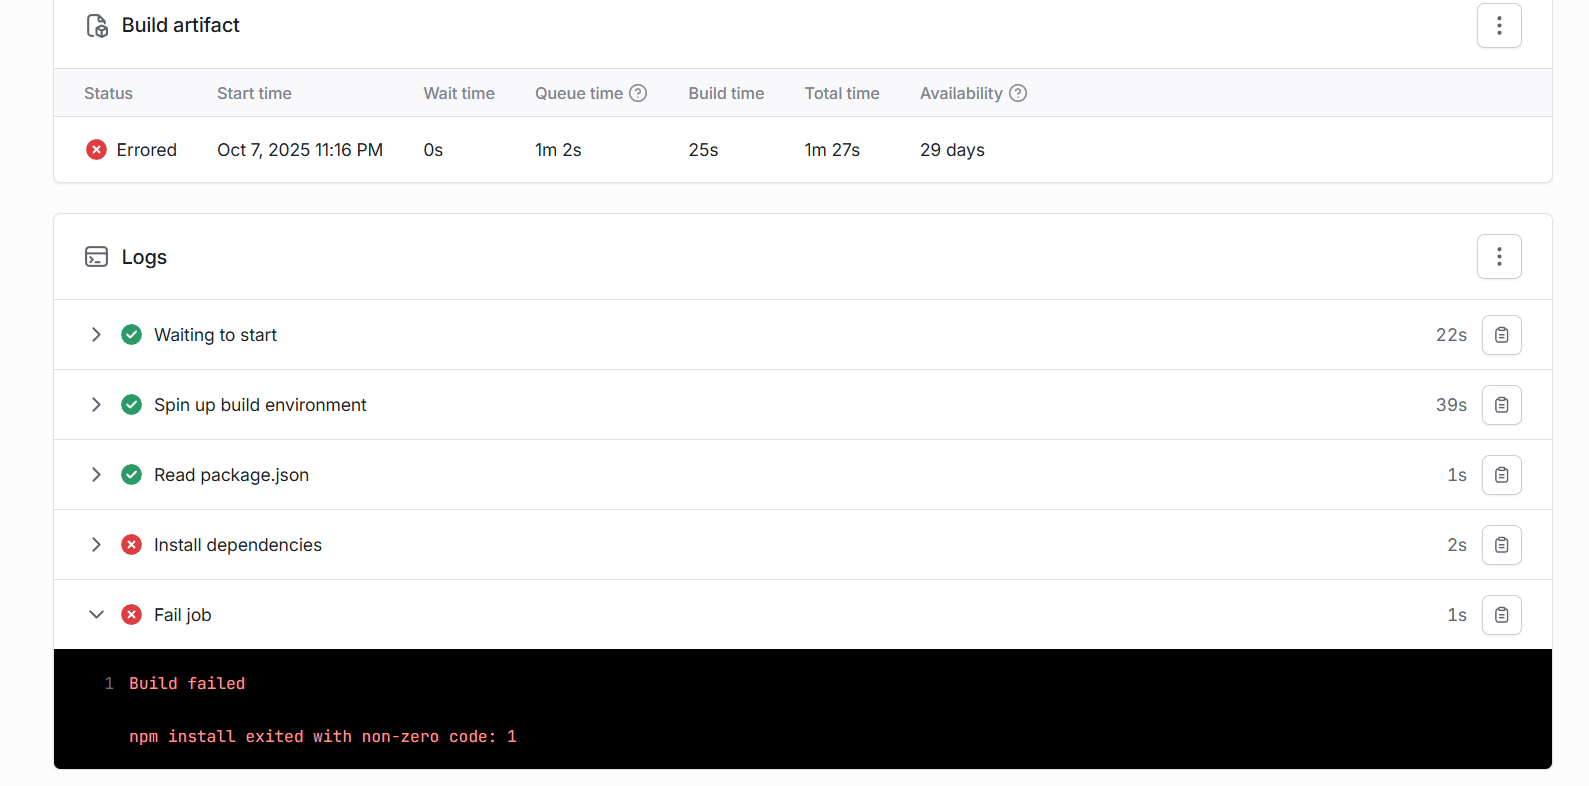 Build artifact
Status Start time Wait time Queue time Build time Total time Availability
Errored Oct 7, 2025 11:16 PM 0s 1m 2s 25s 1m 27s 29 days
Logs
Waiting to start 22s
Spin up build environment 39s
Read package.json 1s
Install dependencies 2s
Fail job 1s
1 Build failed
npm install exited with non-zero code: 1